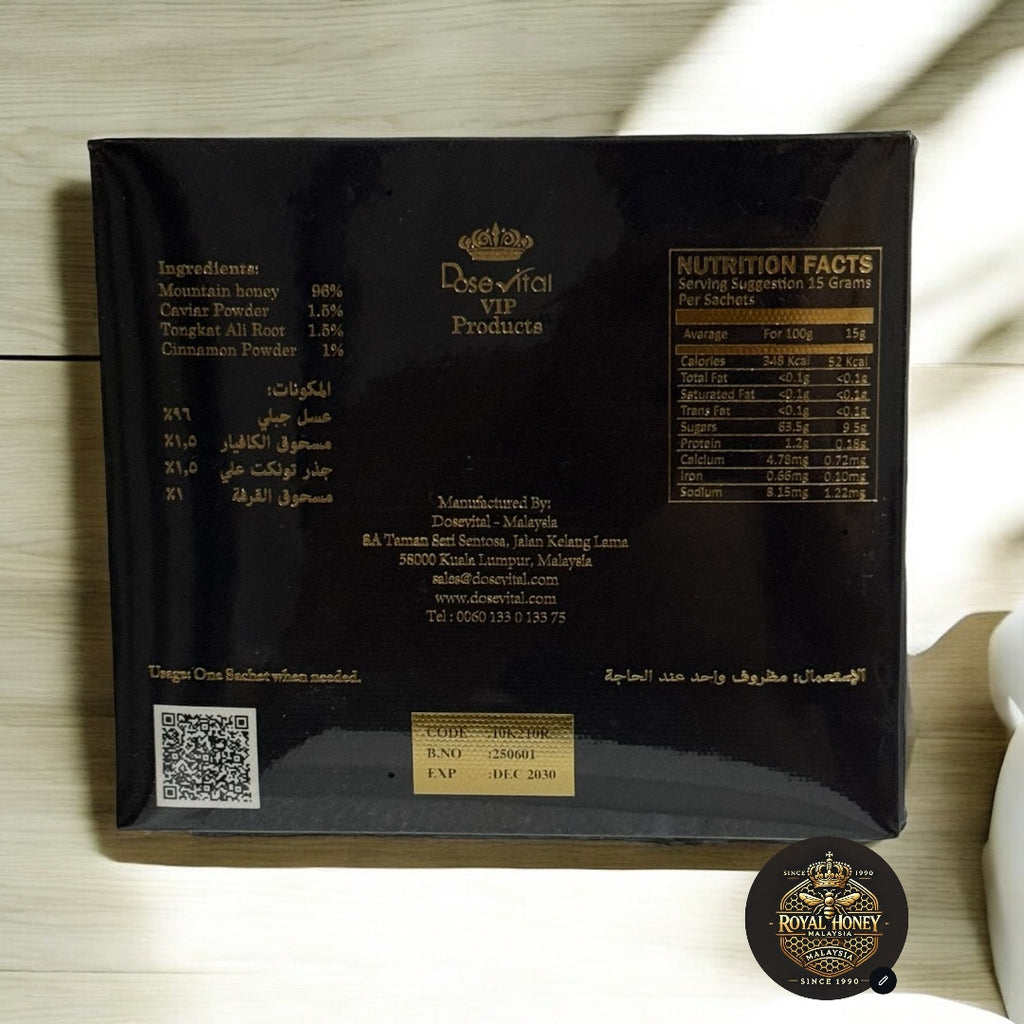 Ingredients:
Mountain honey 96%
Caviar Powder 1.5%
Tongkat Ali Root 1.5%
Cinnamon Powder 1%
المكونات:
عسل جبلي ٩٦٪
مسحوق الكافيار ١,٥٪
جذر تونكت علي ١,٥٪
مسحوق القرفة ١٪
Dosevital
VIP
Products
NUTRITION FACTS
Serving Suggestion 15 Grams
Per Sachets
Avarage For 100g 15g
Calories 348 Kcal 52 Kcal
Total Fat <0.1g <0.1g
Saturated Fat <0.1g <0.1g
Trans Fat <0.1g <0.1g
Sugars 63.5g 9.5g
Protein 1.2g 0.18g
Calcium 4.78mg 0.72mg
Iron 0.66mg 0.10mg
Sodium 8.15mg 1.22mg
Manufactured By:
Dosevital - Malaysia
8A Taman Seri Sentosa, Jalan Kelang Lama
58000 Kuala Lumpur, Malaysia
sales@dosevital.com
www.dosevital.com
Tel : 0060 133 0 133 75
Usage: One Sachet when needed.
الإستعمال: مظروف واحد عند الحاجة
CODE :10K210R
B.NO :250601
EXP :DEC 2030
SINCE 1990
ROYAL HONEY
MALAYSIA
MALAYSIA
SINCE 1990